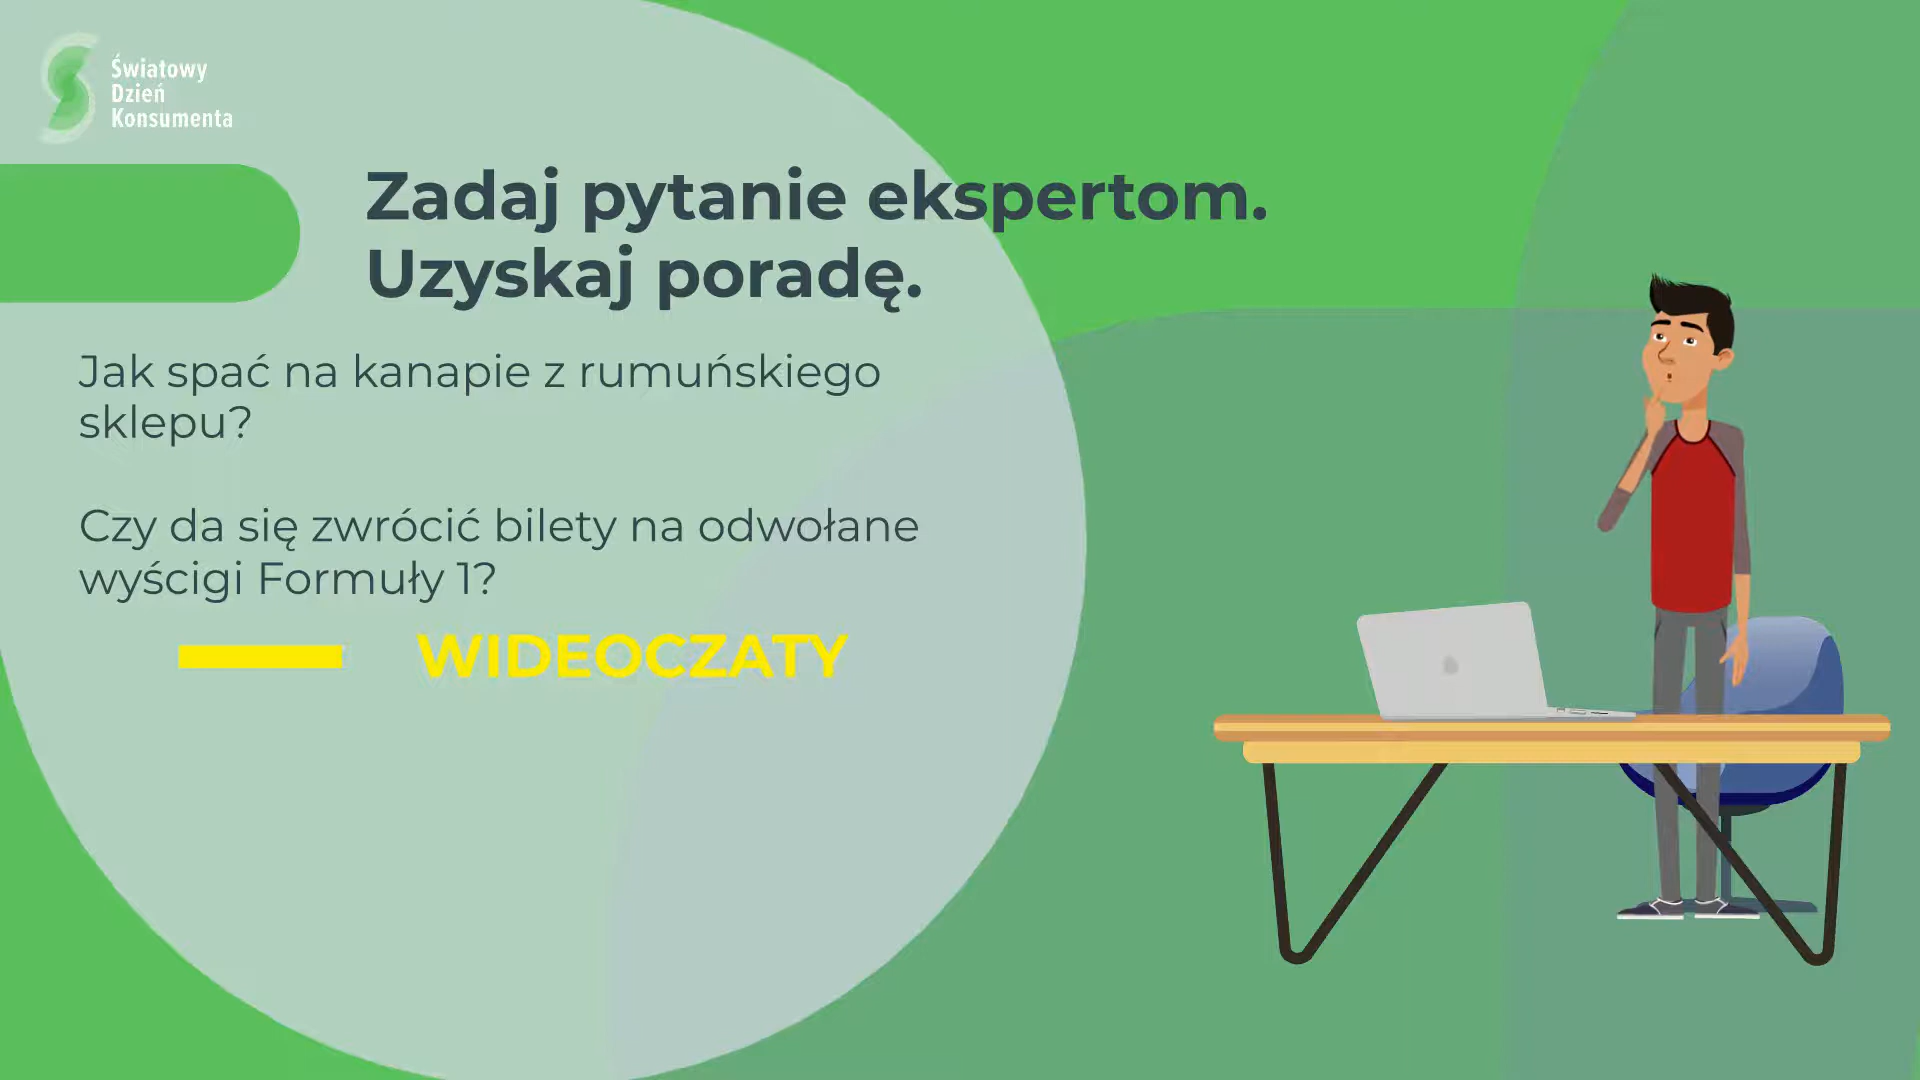 Światowy
Dzień
Konsumenta
Zadaj pytanie ekspertom.
Uzyskaj poradę.
Jak spać na kanapie z rumuńskiego
sklepu?
Czy da się zwrócić bilety na odwołane
wyścigi Formuły 1?
WIDEOCZATY